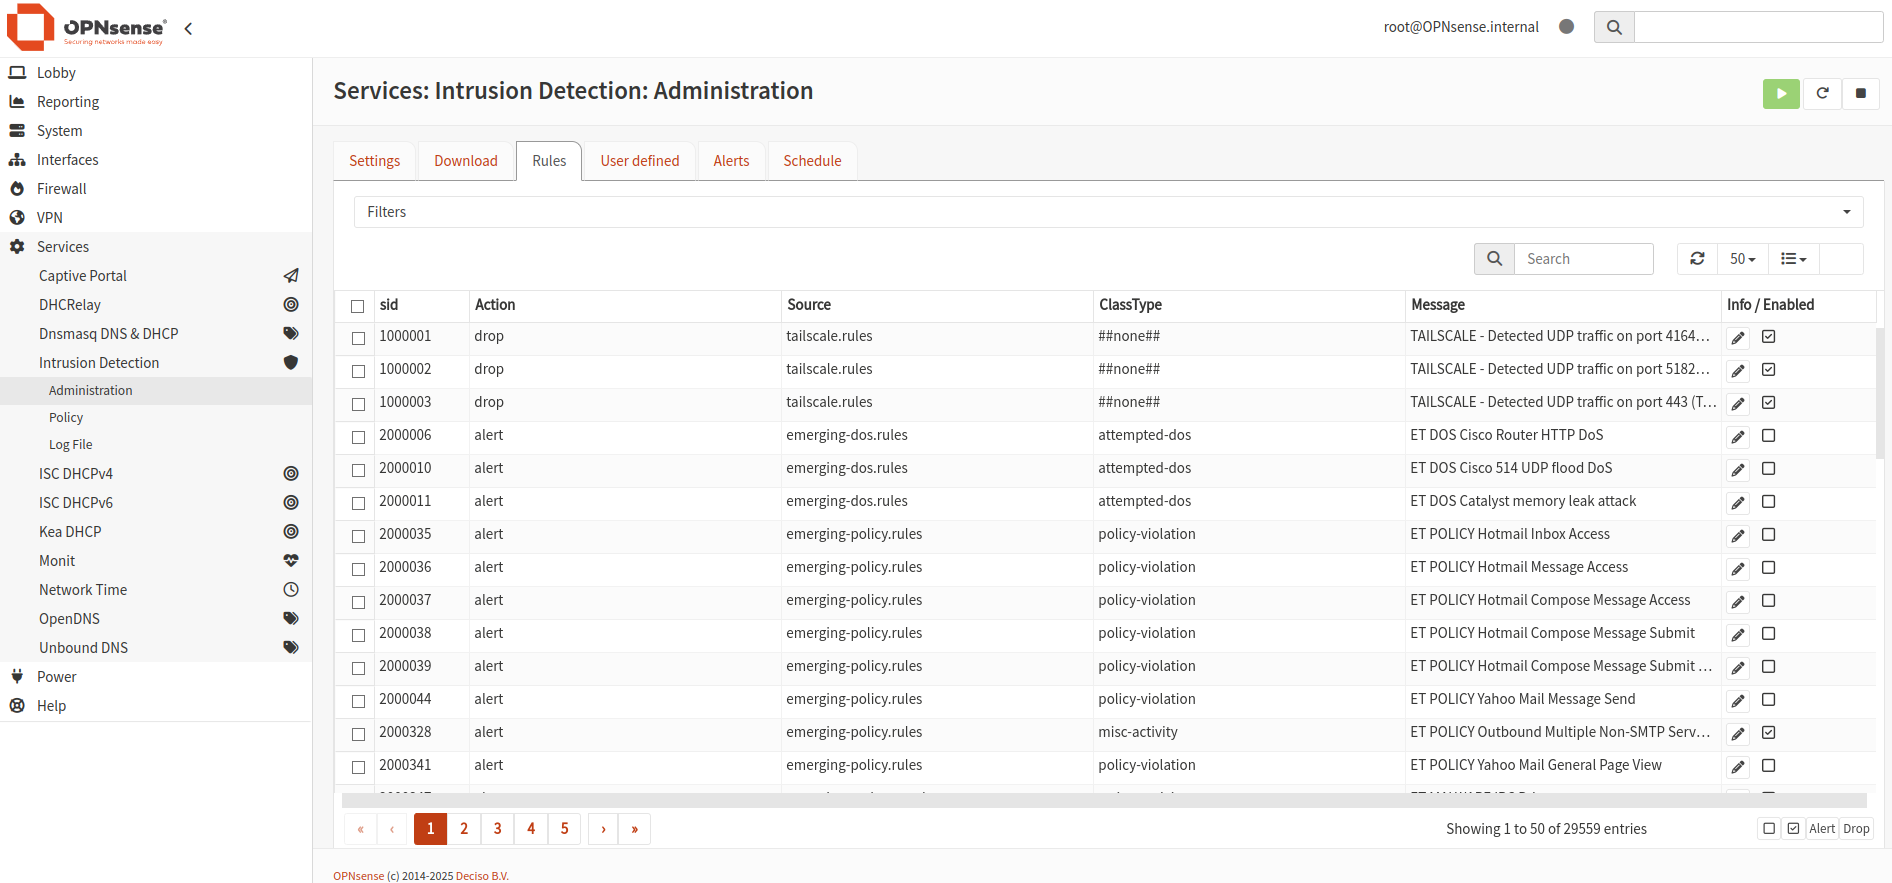 OPNsense®
Securing networks made easy
root@OPNsense.internal
Lobby
Reporting
System
Interfaces
Firewall
VPN
Services
Captive Portal
DHCRelay
Dnsmasq DNS & DHCP
Intrusion Detection
Administration
Policy
Log File
ISC DHCPv4
ISC DHCPv6
Kea DHCP
Monit
Network Time
OpenDNS
Unbound DNS
Power
Help
Services: Intrusion Detection: Administration
Settings Download Rules User defined Alerts Schedule
Filters
Search 50
sid Action Source ClassType Message Info / Enabled
1000001 drop tailscale.rules ##none## TAILSCALE - Detected UDP traffic on port 4164...
1000002 drop tailscale.rules ##none## TAILSCALE - Detected UDP traffic on port 5182...
1000003 drop tailscale.rules ##none## TAILSCALE - Detected UDP traffic on port 443 (T...
2000006 alert emerging-dos.rules attempted-dos ET DOS Cisco Router HTTP DoS
2000010 alert emerging-dos.rules attempted-dos ET DOS Cisco 514 UDP flood DoS
2000011 alert emerging-dos.rules attempted-dos ET DOS Catalyst memory leak attack
2000035 alert emerging-policy.rules policy-violation ET POLICY Hotmail Inbox Access
2000036 alert emerging-policy.rules policy-violation ET POLICY Hotmail Message Access
2000037 alert emerging-policy.rules policy-violation ET POLICY Hotmail Compose Message Access
2000038 alert emerging-policy.rules policy-violation ET POLICY Hotmail Compose Message Submit
2000039 alert emerging-policy.rules policy-violation ET POLICY Hotmail Compose Message Submit ...
2000044 alert emerging-policy.rules policy-violation ET POLICY Yahoo Mail Message Send
2000328 alert emerging-policy.rules misc-activity ET POLICY Outbound Multiple Non-SMTP Serv...
2000341 alert emerging-policy.rules policy-violation ET POLICY Yahoo Mail General Page View
« ‹ 1 2 3 4 5 › » Showing 1 to 50 of 29559 entries Alert Drop
OPNsense (c) 2014-2025 Deciso B.V.